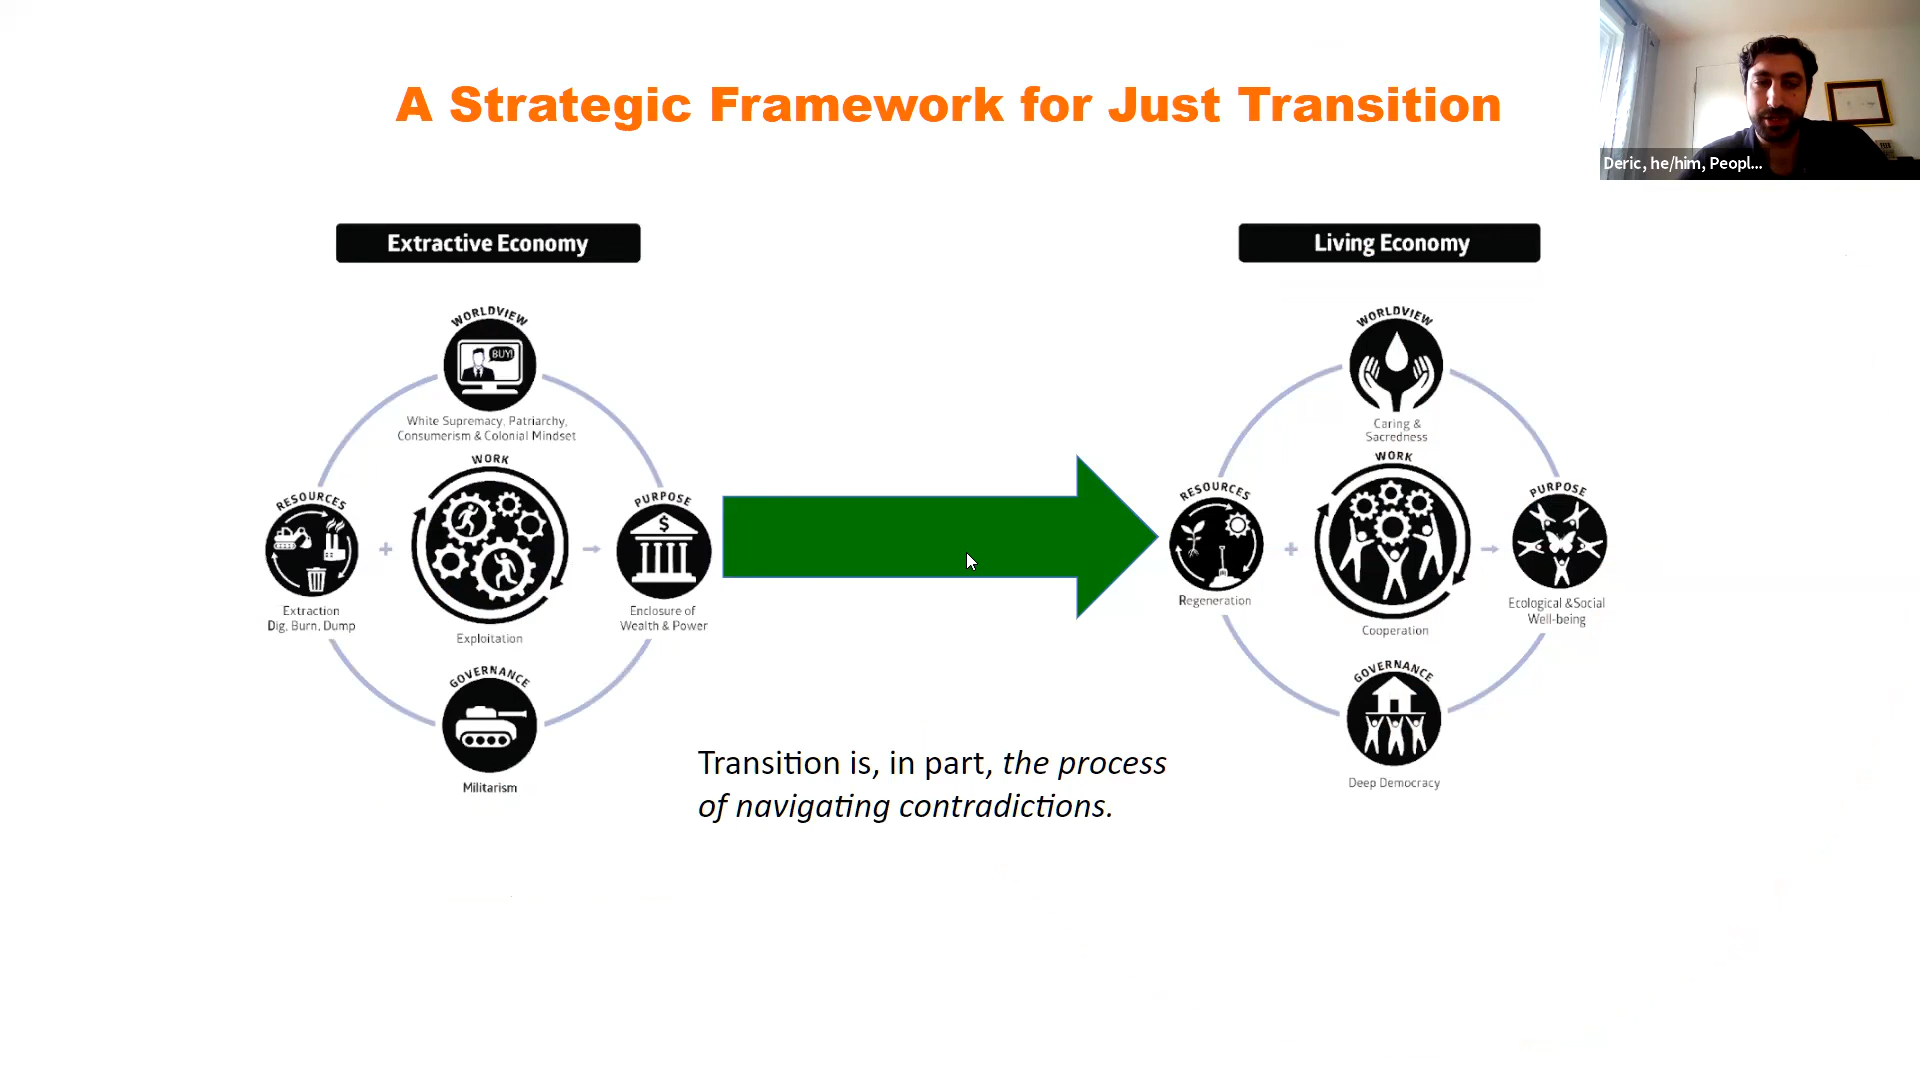 A Strategic Framework for Just Transition
Deric, he/him, Peopl...
Extractive Economy
WORLDVIEW
BUY!
White Supremacy, Patriarchy,
Consumerism & Colonial Mindset
RESOURCES
Extraction
Dig, Burn, Dump
+
WORK
Exploitation
PURPOSE
$
Enclosure of
Wealth & Power
GOVERNANCE
Militarism
Transition is, in part, the process
of navigating contradictions.
Living Economy
WORLDVIEW
Caring &
Sacredness
RESOURCES
Regeneration
+
WORK
Cooperation
PURPOSE
Ecological &Social
Well-being
GOVERNANCE
Deep Democracy